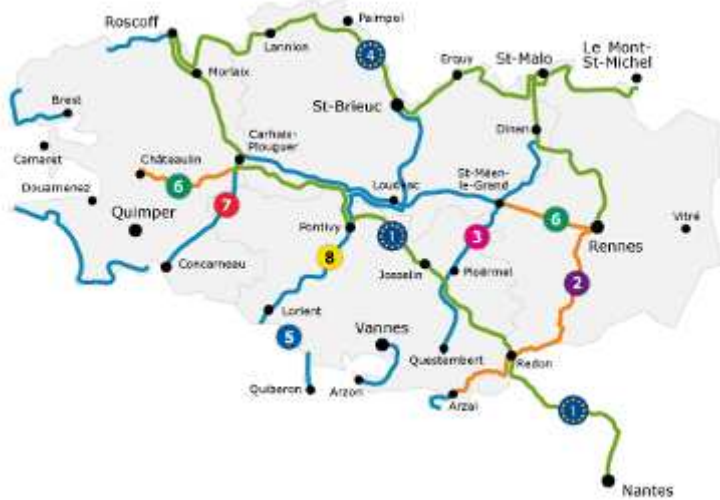 Roscoff
Paimpol
Lannion
4
Morlaix
Erquy
St-Malo
Le Mont-
St-Michel
Brest
St-Brieuc
Camaret
Châteaulin
Carhaix-
Plouguer
Dinan
Douarnenez
6
Loudéac
St-Méen-
le-Grand
Quimper
7
Pontivy
1
3
6
Rennes
Vitré
Concarneau
8
Josselin
Ploërmel
2
Lorient
5
Vannes
Questembert
Redon
Quiberon
Arzon
Arzal
1
Nantes